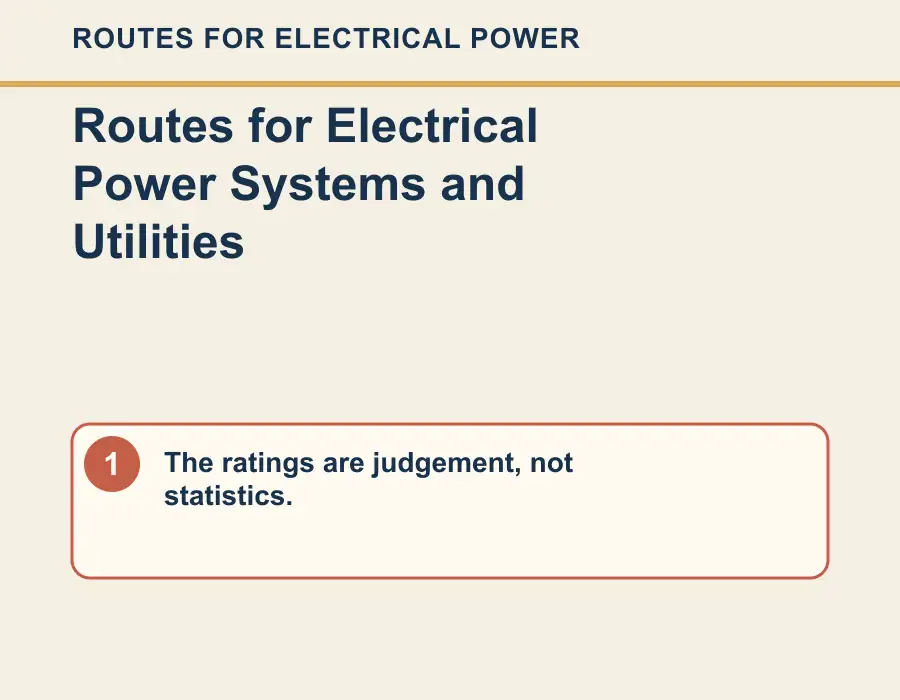 ROUTES FOR ELECTRICAL POWER
Routes for Electrical
Power Systems and
Utilities
1
The ratings are judgement, not
statistics.